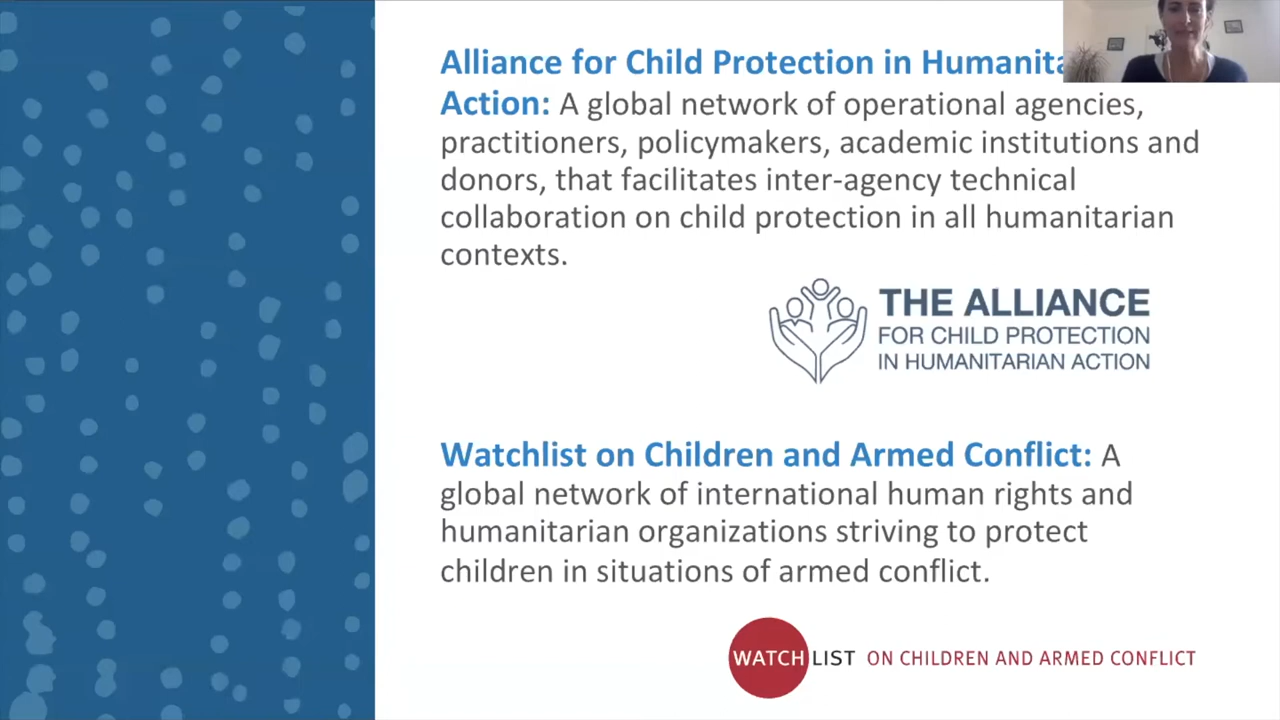 Alliance for Child Protection in Humanita
Action: A global network of operational agencies,
practitioners, policymakers, academic institutions and
donors, that facilitates inter-agency technical
collaboration on child protection in all humanitarian
contexts.
THE ALLIANCE
FOR CHILD PROTECTION
IN HUMANITARIAN ACTION
Watchlist on Children and Armed Conflict: A
global network of international human rights and
humanitarian organizations striving to protect
children in situations of armed conflict.
WATCHLIST ON CHILDREN AND ARMED CONFLICT